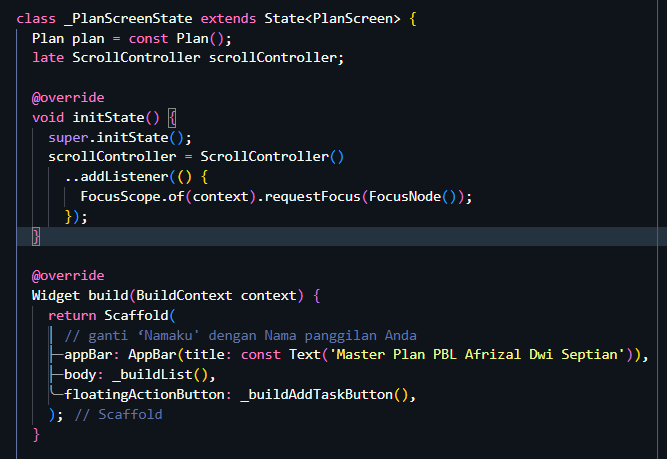 class _PlanScreenState extends State<PlanScreen> {
  Plan plan = const Plan();
  late ScrollController scrollController;

  @override
  void initState() {
    super.initState();
    scrollController = ScrollController()
      ..addListener(() {
        FocusScope.of(context).requestFocus(FocusNode());
      });
  }

  @override
  Widget build(BuildContext context) {
    return Scaffold(
      // ganti ‘Namaku' dengan Nama panggilan Anda
      appBar: AppBar(title: const Text('Master Plan PBL Afrizal Dwi Septian')),
      body: _buildList(),
      floatingActionButton: _buildAddTaskButton(),
    ); // Scaffold
  }